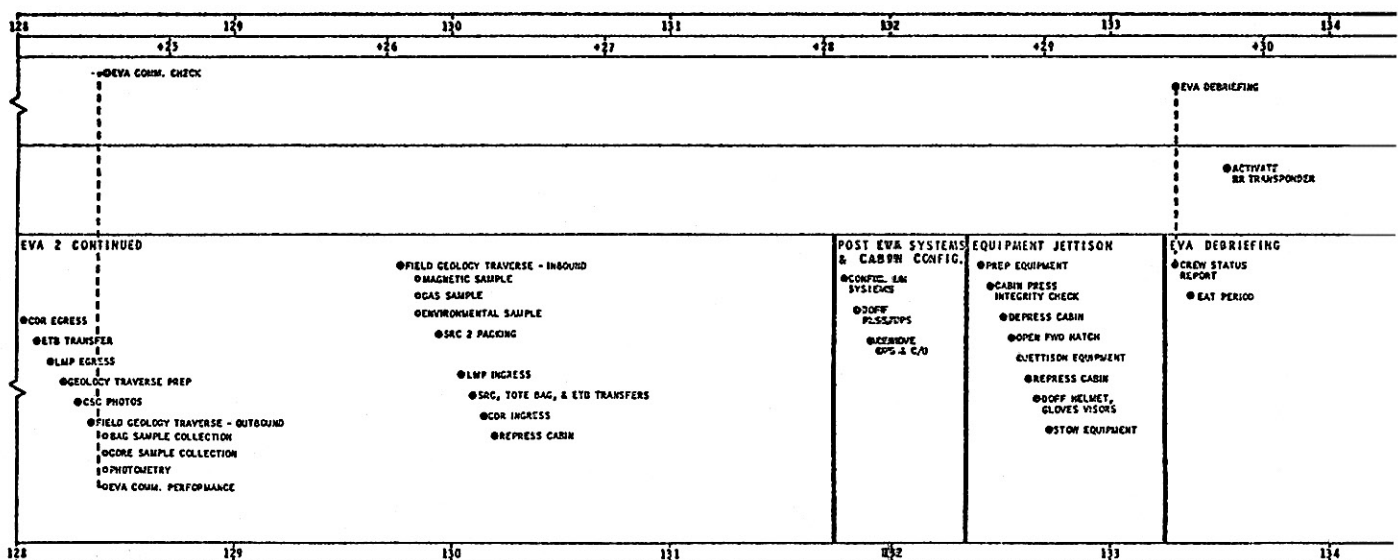 128 129 130 131 132 133 134
+25 +26 +27 +28 +29 +30
EVA COMM. CHECK
EVA DEBRIEFING
ACTIVATE
RR TRANSPONDER
EVA 2 CONTINUED
CDR EGRESS
ETB TRANSFER
LMP EGRESS
GEOLOGY TRAVERSE PREP
CSC PHOTOS
FIELD GEOLOGY TRAVERSE - OUTBOUND
BAG SAMPLE COLLECTION
CORE SAMPLE COLLECTION
PHOTOMETRY
EVA COMM. PERFORMANCE
FIELD GEOLOGY TRAVERSE - INBOUND
MAGNETIC SAMPLE
GAS SAMPLE
ENVIRONMENTAL SAMPLE
SRC 2 PACKING
LMP INGRESS
SRC, TOTE BAG, & ETB TRANSFERS
CDR INGRESS
REPRESS CABIN
POST EVA SYSTEMS
& CABIN CONFIG.
CONFIG. LM
SYSTEMS
DOFF
PLSS/OPS
REMOVE
OPS & C/O
EQUIPMENT JETTISON
PREP EQUIPMENT
CABIN PRESS
INTEGRITY CHECK
DEPRESS CABIN
OPEN FWD HATCH
JETTISON EQUIPMENT
REPRESS CABIN
DOFF HELMET,
GLOVES VISORS
STOW EQUIPMENT
EVA DEBRIEFING
CREW STATUS
REPORT
EAT PERIOD
128 129 130 131 132 133 134